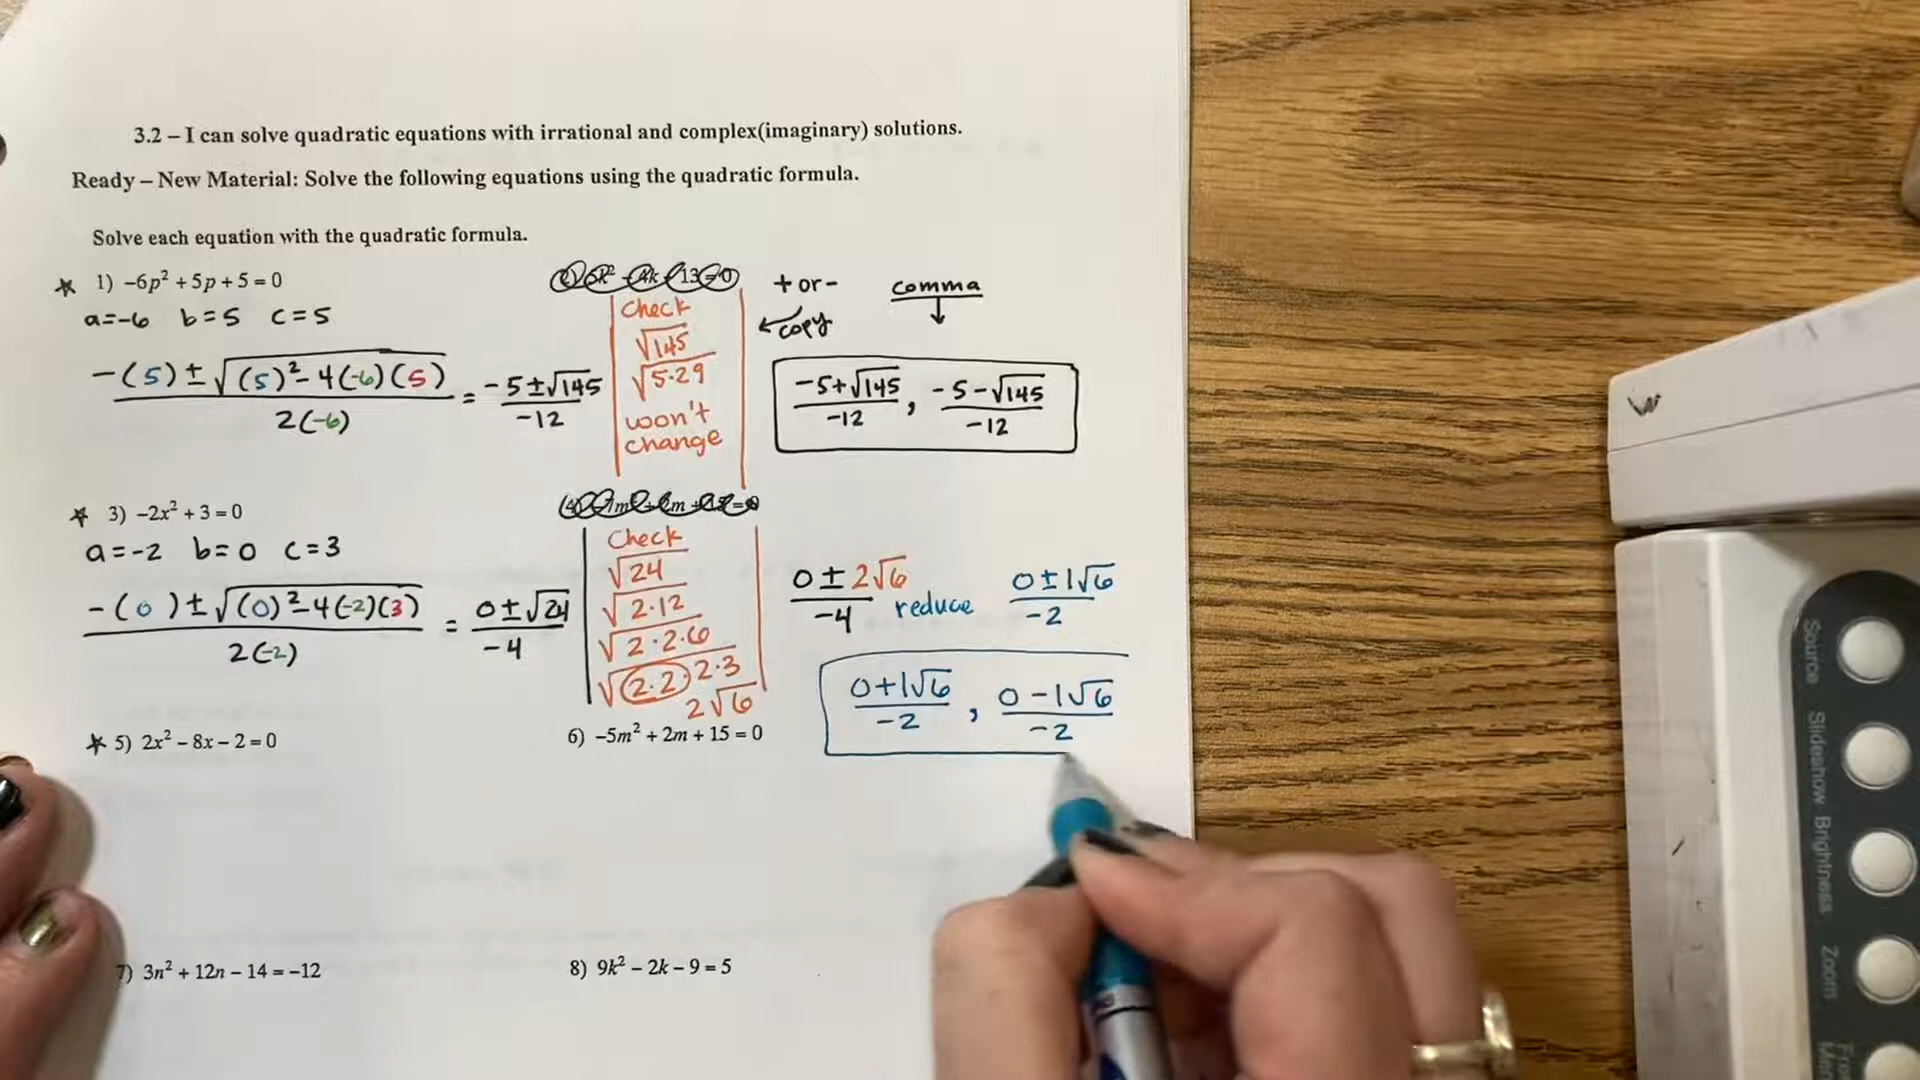 3.2 – I can solve quadratic equations with irrational and complex(imaginary) solutions.
Ready – New Material: Solve the following equations using the quadratic formula.
Solve each equation with the quadratic formula.
1) -6p² + 5p + 5 = 0
a=-6 b=5 c=5
-(5) ± √(5)²-4(-6)(5)
2(-6)
= -5±√145
-12
Check
√145
√5·29
won't
change
+ or -
copy
comma
-5+√145
-12
, -5-√145
-12
3) -2x² + 3 = 0
a=-2 b=0 c=3
-(0) ± √(0)²-4(-2)(3)
2(-2)
= 0±√24
-4
Check
√24
√2·12
√2·2·6
√2·2·2·3
2√6
0±2√6
-4
reduce
0±1√6
-2
0+1√6
-2
, 0-1√6
-2
5) 2x² – 8x – 2 = 0
6) -5m² + 2m + 15 = 0
7) 3n² + 12n – 14 = -12
8) 9k² – 2k – 9 = 5
Source
Slideshow
Brightness
Zoom